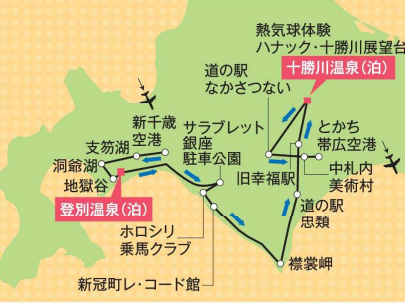 熱気球体験
ハナック・十勝川展望台
十勝川温泉(泊)
道の駅
なかさつない
新千歳
空港
サラブレット
銀座
駐車公園
とかち
帯広空港
支笏湖
洞爺湖
地獄谷
旧幸福駅
中札内
美術村
登別温泉(泊)
道の駅
忠類
ホロシリ
乗馬クラブ
新冠町レ・コード館
襟裳岬